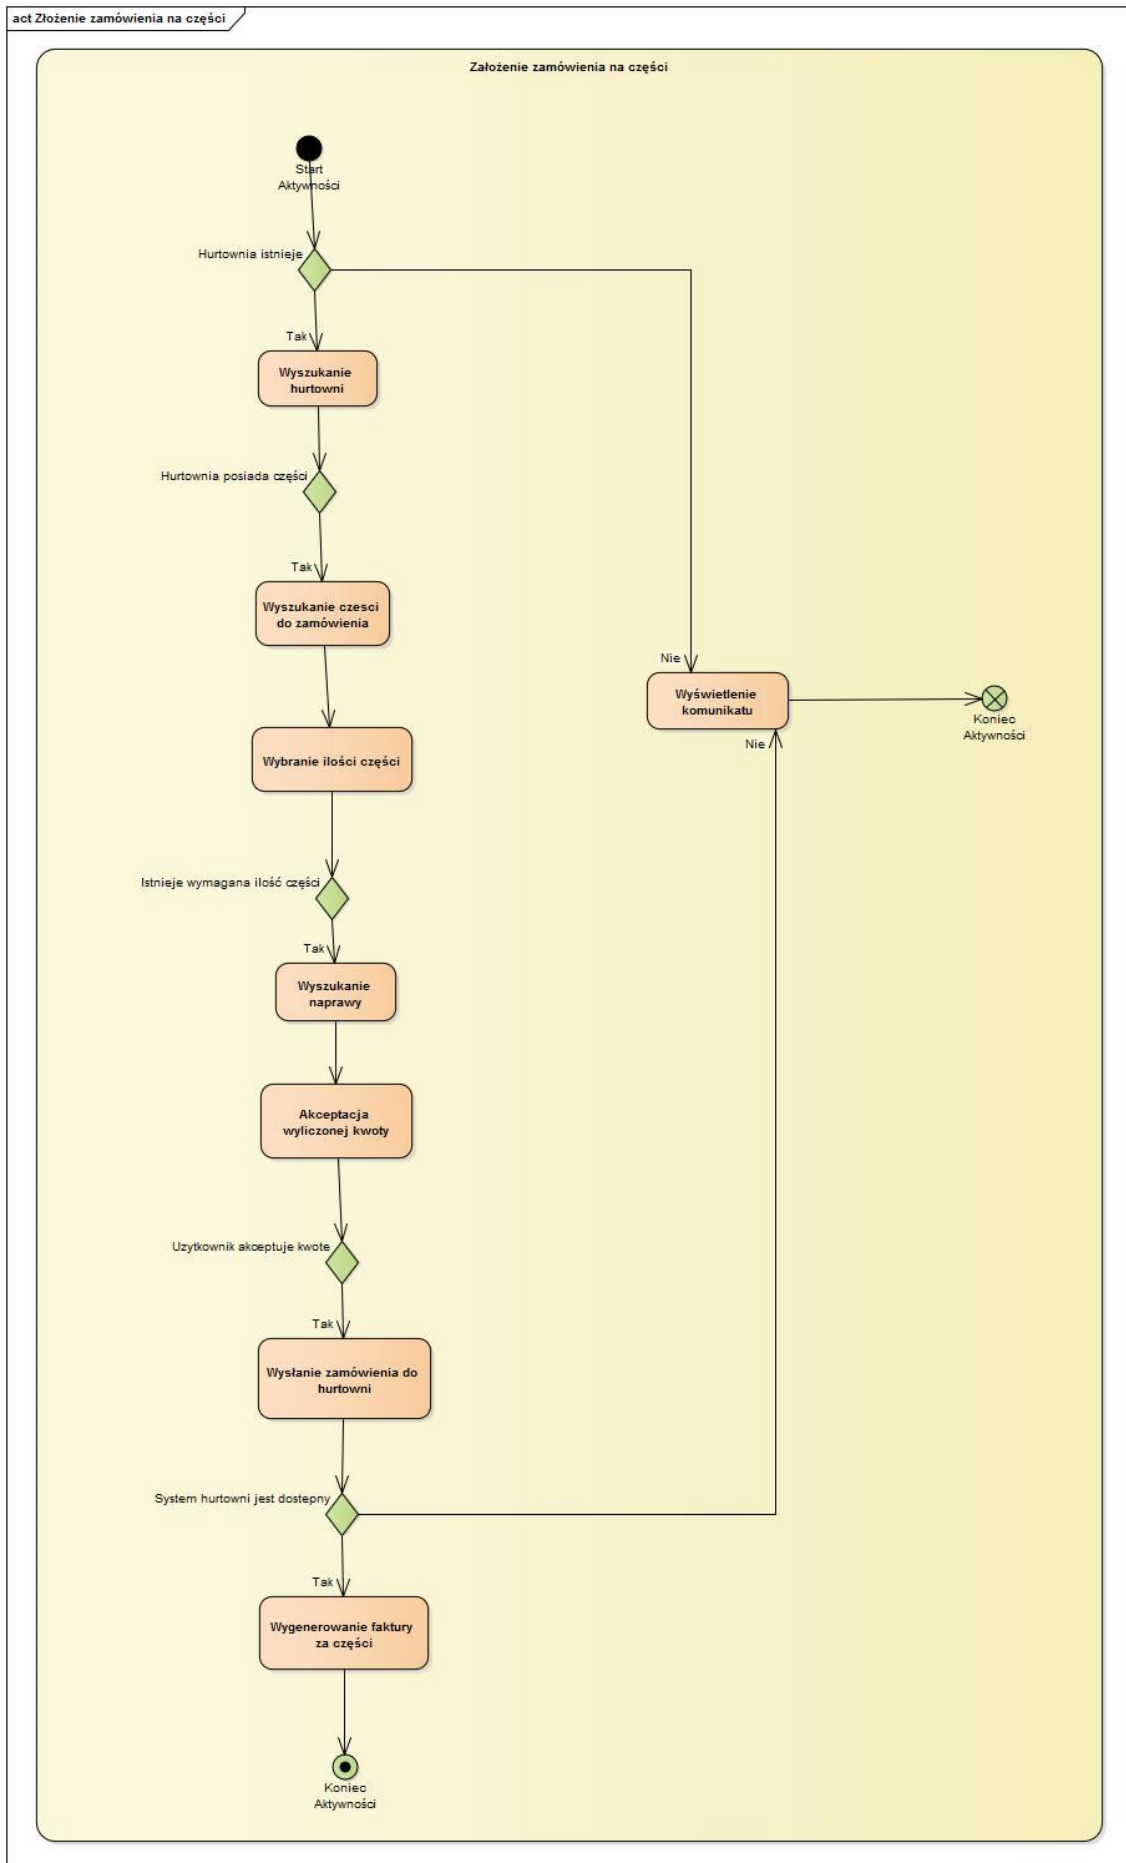 act Złożenie zamówienia na części
Założenie zamówienia na części
Start
Aktywności
Hurtownia istnieje
Tak
Wyszukanie
hurtowni
Hurtownia posiada części
Tak
Wyszukanie czesci
do zamówienia
Nie
Wyświetlenie
komunikatu
Koniec
Aktywności
Nie
Wybranie ilości części
Istnieje wymagana ilość części
Tak
Wyszukanie
naprawy
Akceptacja
wyliczonej kwoty
Uzytkownik akceptuje kwote
Tak
Wysłanie zamówienia do
hurtowni
System hurtowni jest dostepny
Tak
Wygenerowanie faktury
za części
Koniec
Aktywności